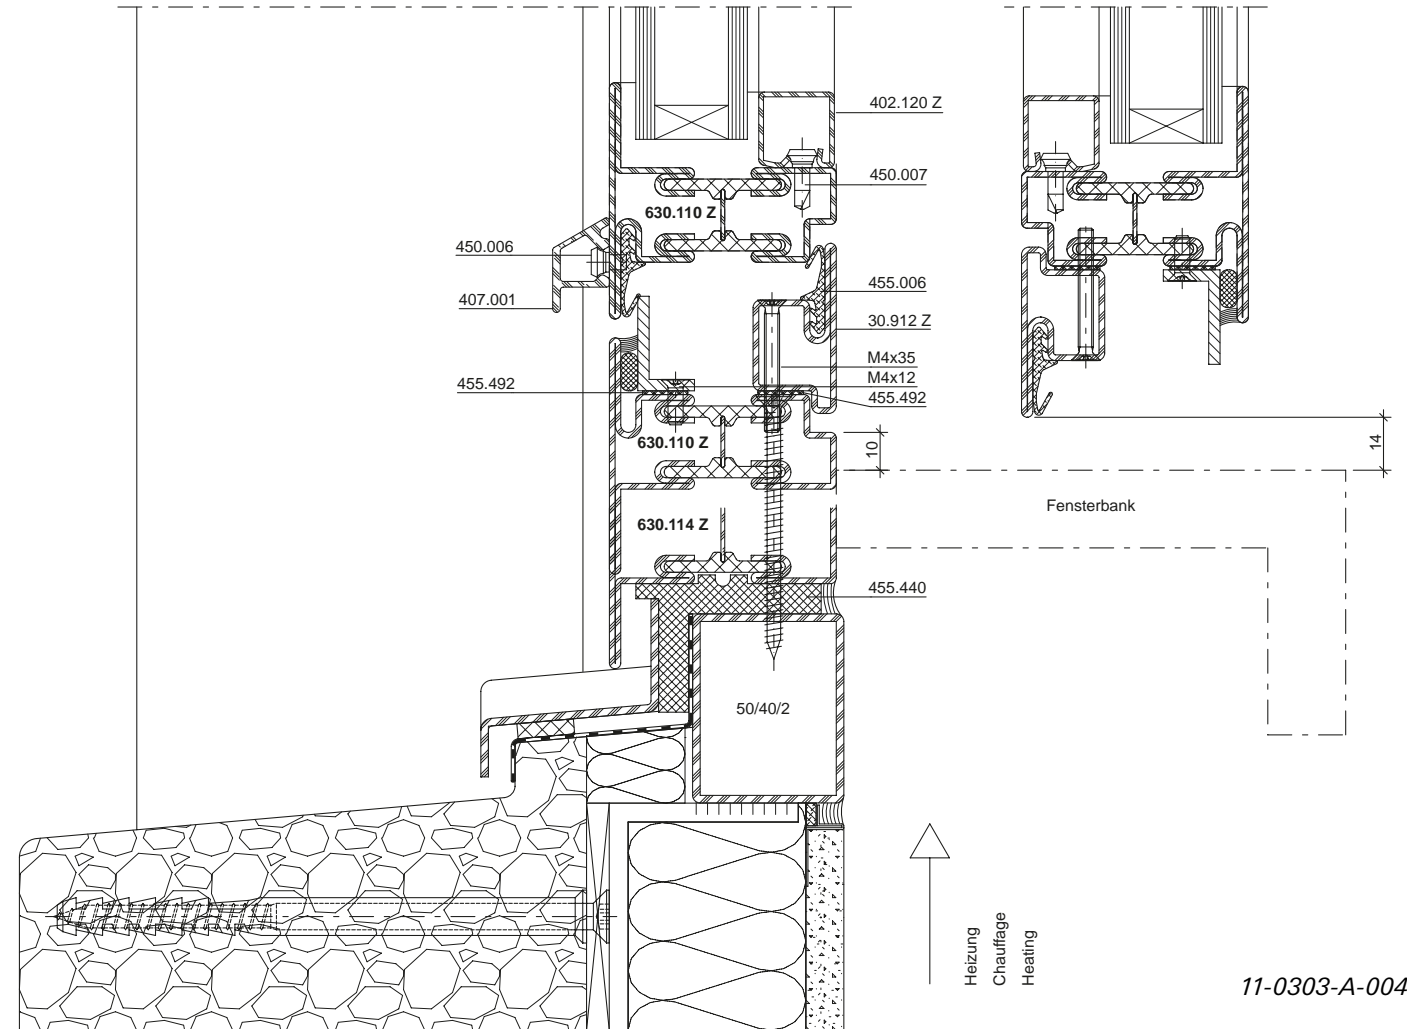 402.120 Z
450.007
630.110 Z
450.006
455.006
407.001
30.912 Z
M4x35
M4x12
455.492
455.492
630.110 Z
10
14
Fensterbank
630.114 Z
455.440
50/40/2
Heizung
Chauffage
Heating
11-0303-A-004